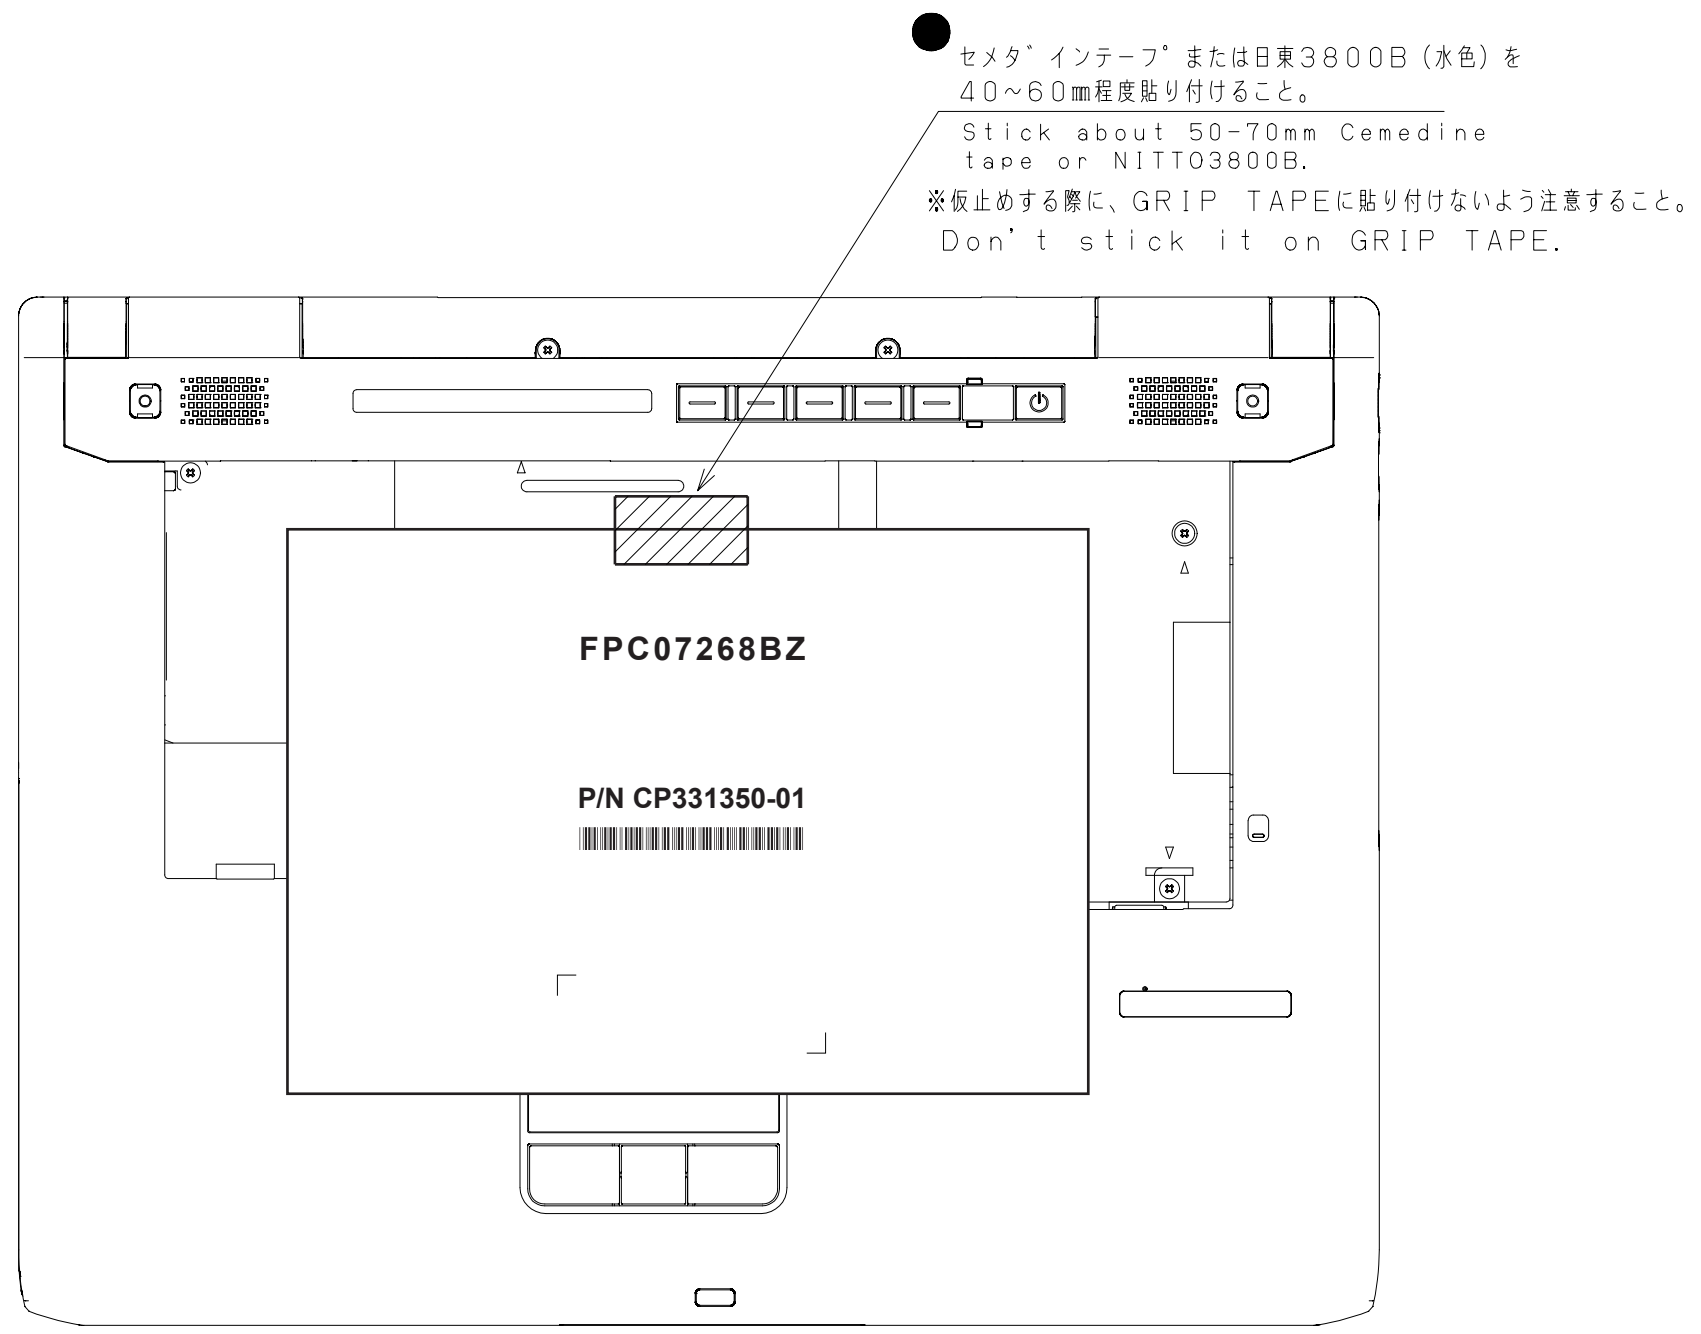 セメダインテープまたは日東3800B(水色)を
40~60㎜程度貼り付けること。
Stick about 50-70mm Cemedine
tape or NITTO3800B.
※仮止めする際に、GRIP TAPEに貼り付けないよう注意すること。
Don't stick it on GRIP TAPE.
FPC07268BZ
P/N CP331350-01